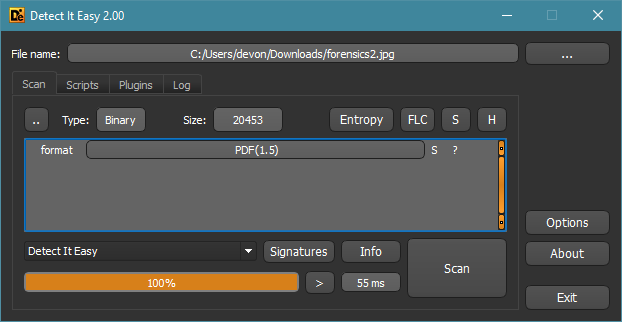 Detect It Easy 2.00
File name: C:/Users/devon/Downloads/forensics2.jpg ...
Scan Scripts Plugins Log
.. Type: Binary Size: 20453 Entropy FLC S H
format PDF(1.5) S ?
Options
Detect It Easy Signatures Info Scan About
100% > 55 ms
Exit